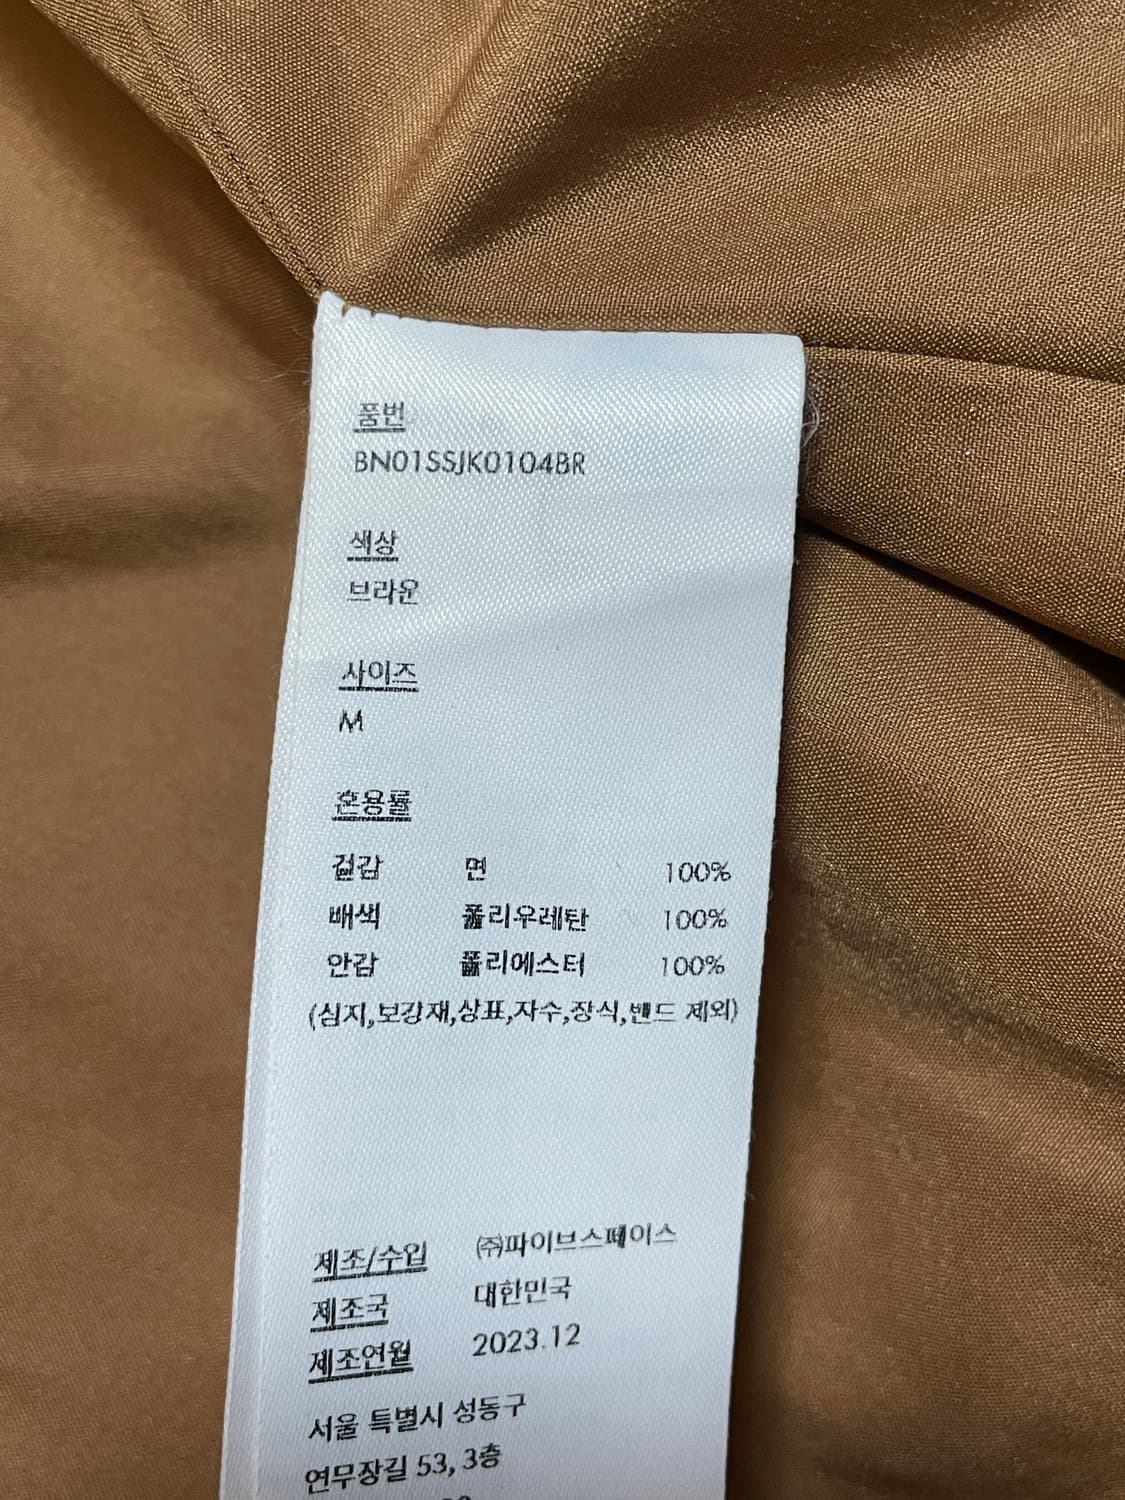 품번
BN01SSJK0104BR
색상
브라운
사이즈
M
혼용률
겉감 면 100%
배색 폴리우레탄 100%
안감 폴리에스터 100%
(심지,보강재,상표,자수,장식,밴드 제외)
제조/수입 ㈜파이브스페이스
제조국 대한민국
제조연월 2023.12
서울 특별시 성동구
연무장길 53, 3층